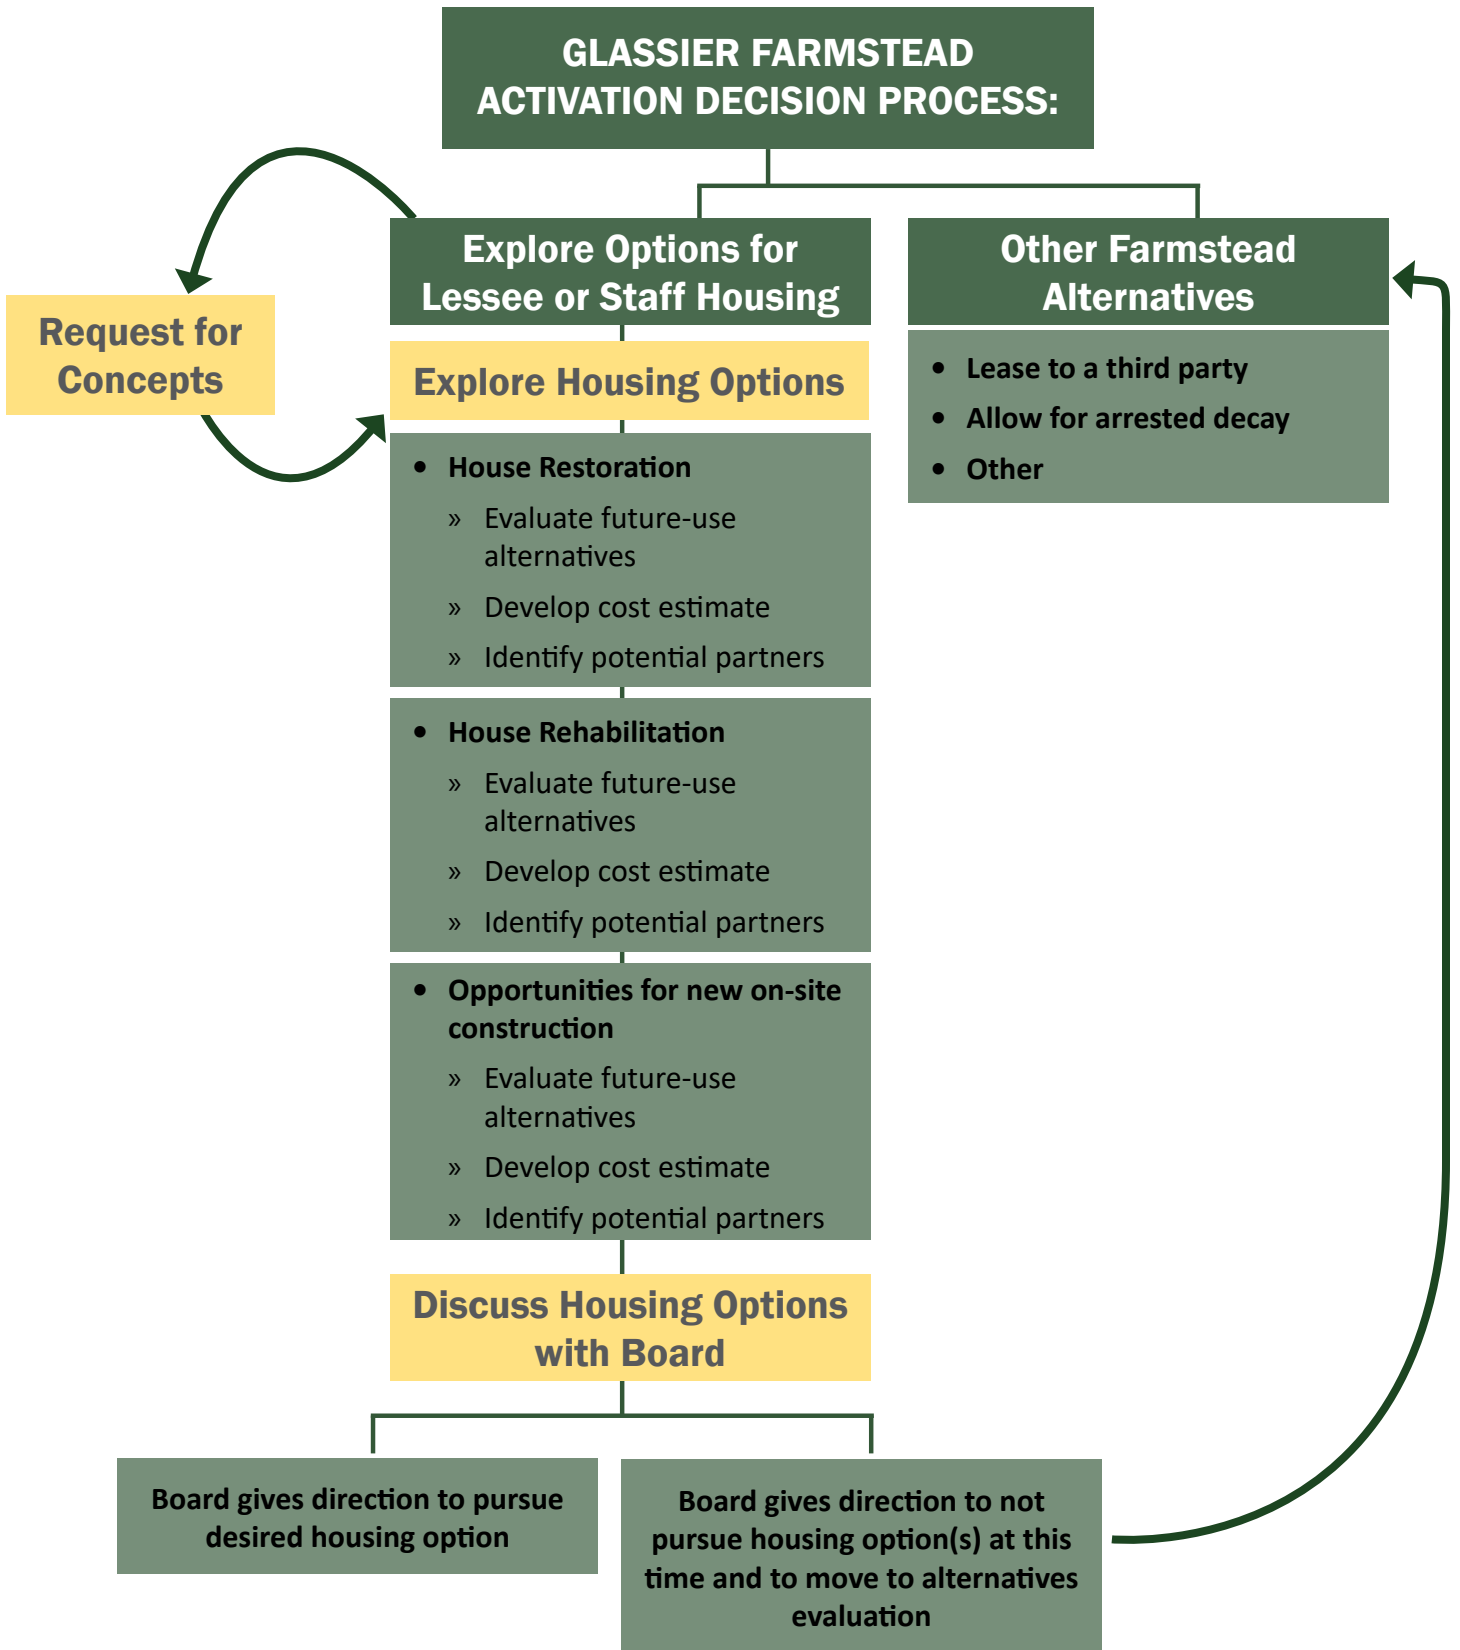 GLASSIER FARMSTEAD
ACTIVATION DECISION PROCESS:
Request for
Concepts
Explore Options for
Lessee or Staff Housing
Explore Housing Options
• House Restoration
» Evaluate future-use
alternatives
» Develop cost estimate
» Identify potential partners
• House Rehabilitation
» Evaluate future-use
alternatives
» Develop cost estimate
» Identify potential partners
• Opportunities for new on-site
construction
» Evaluate future-use
alternatives
» Develop cost estimate
» Identify potential partners
Discuss Housing Options
with Board
Board gives direction to pursue
desired housing option
Board gives direction to not
pursue housing option(s) at this
time and to move to alternatives
evaluation
Other Farmstead
Alternatives
• Lease to a third party
• Allow for arrested decay
• Other